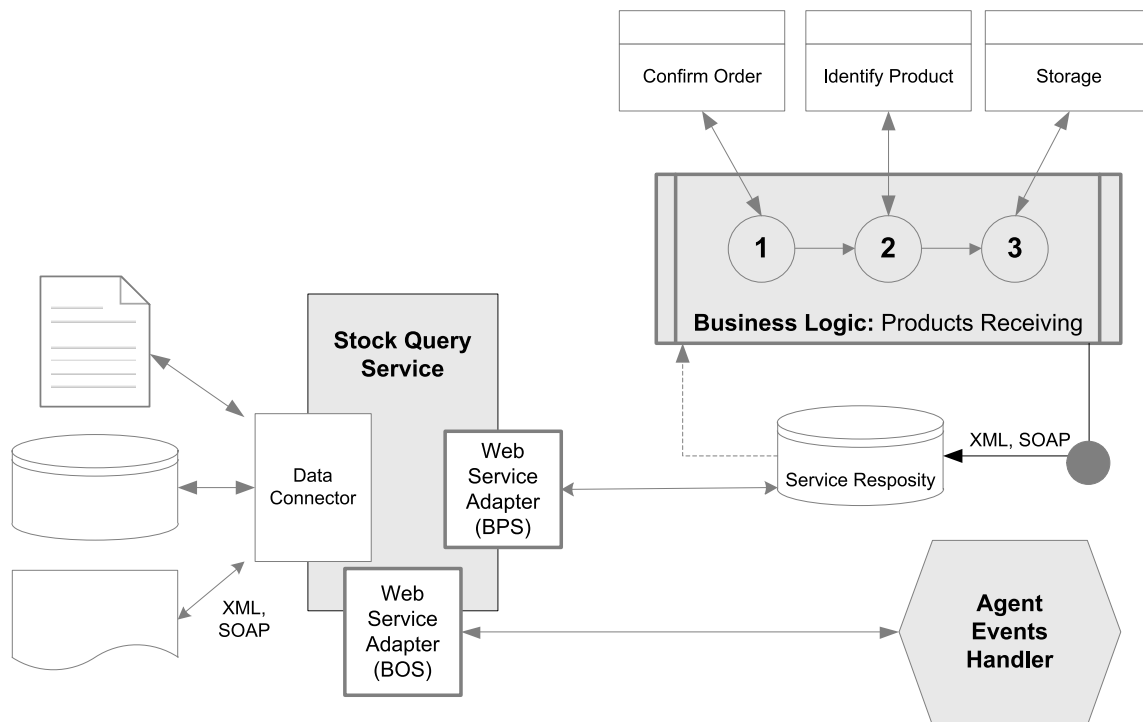 Confirm Order
Identify Product
Storage
1
2
3
Business Logic: Products Receiving
Stock Query
Service
Data
Connector
Web
Service
Adapter
(BPS)
XML, SOAP
Service Resposity
XML,
SOAP
Web
Service
Adapter
(BOS)
Agent
Events
Handler